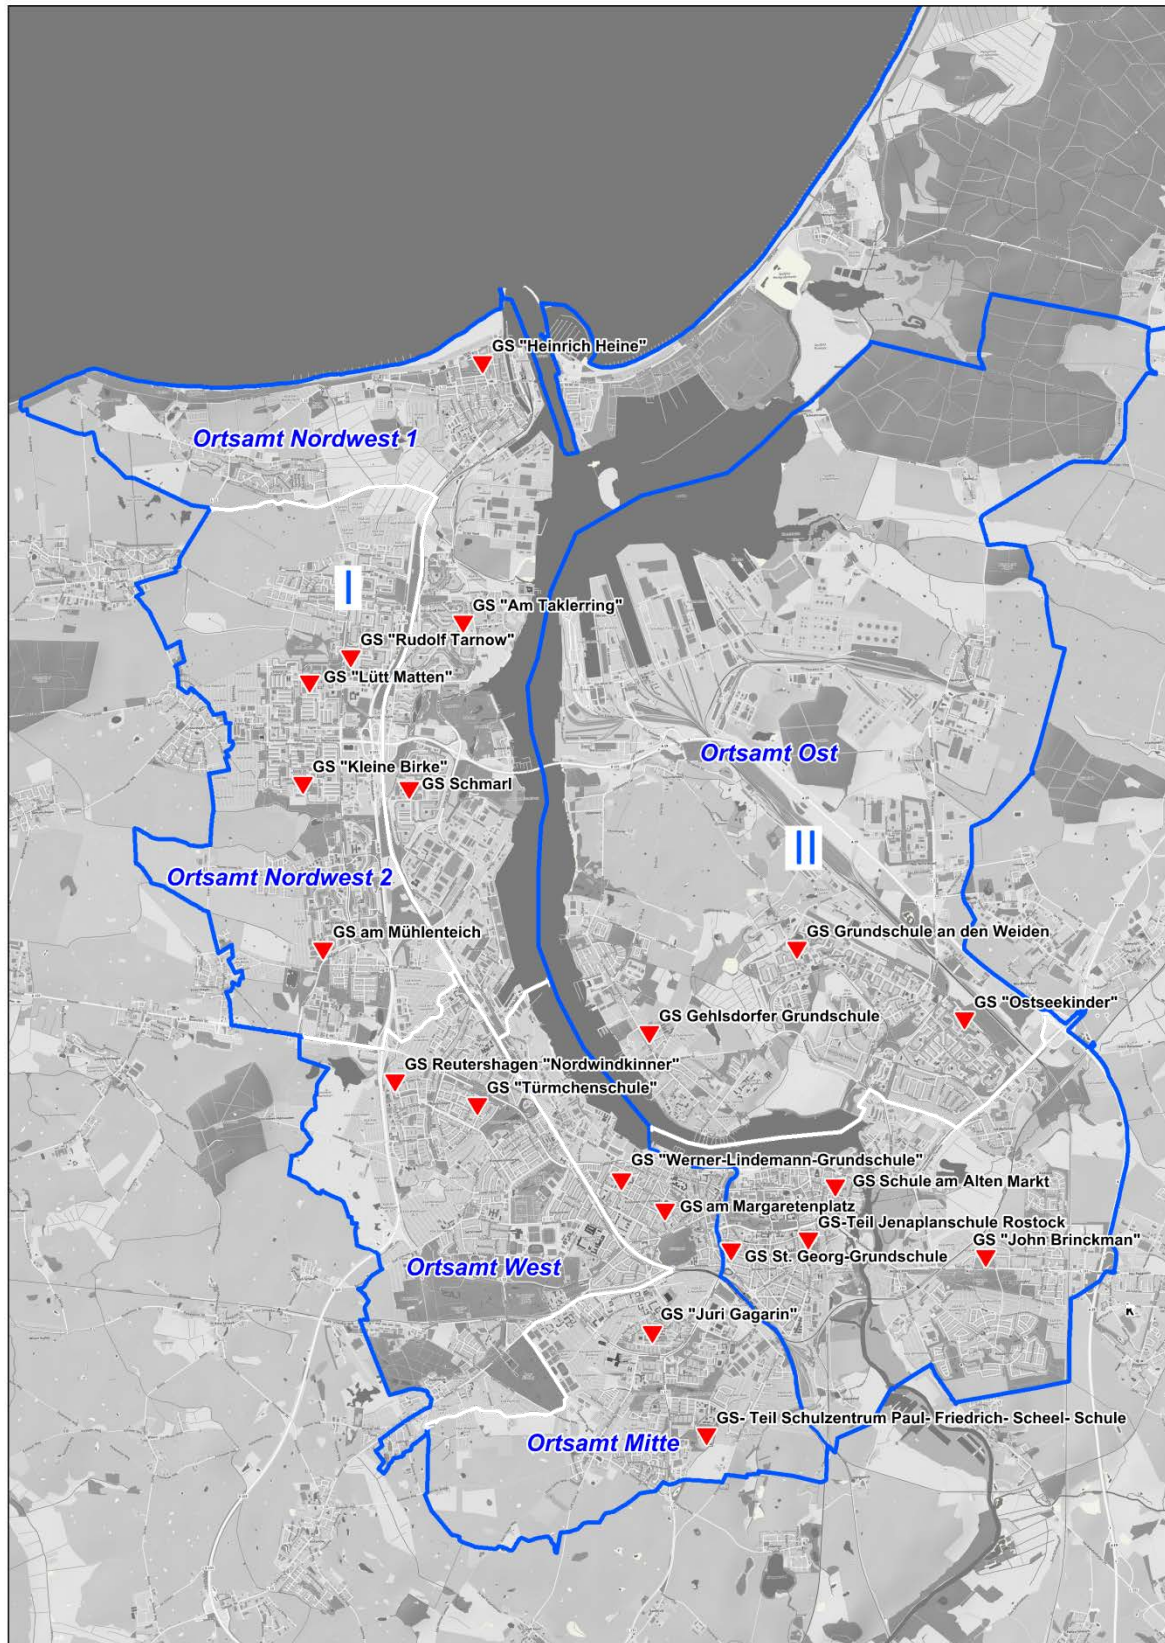 GS "Heinrich Heine"
Ortsamt Nordwest 1
I
GS "Am Taklerring"
GS "Rudolf Tarnow"
GS "Lütt Matten"
Ortsamt Ost
GS "Kleine Birke"
GS Schmarl
II
Ortsamt Nordwest 2
GS am Mühlenteich
GS Grundschule an den Weiden
GS "Ostseekinder"
GS Gehlsdorfer Grundschule
GS Reutershagen "Nordwindkinner"
GS "Türmchenschule"
GS "Werner-Lindemann-Grundschule"
GS Schule am Alten Markt
GS am Margaretenplatz
GS-Teil Jenaplanschule Rostock
GS "John Brinckman"
GS St. Georg-Grundschule
Ortsamt West
GS "Juri Gagarin"
GS- Teil Schulzentrum Paul- Friedrich- Scheel- Schule
Ortsamt Mitte